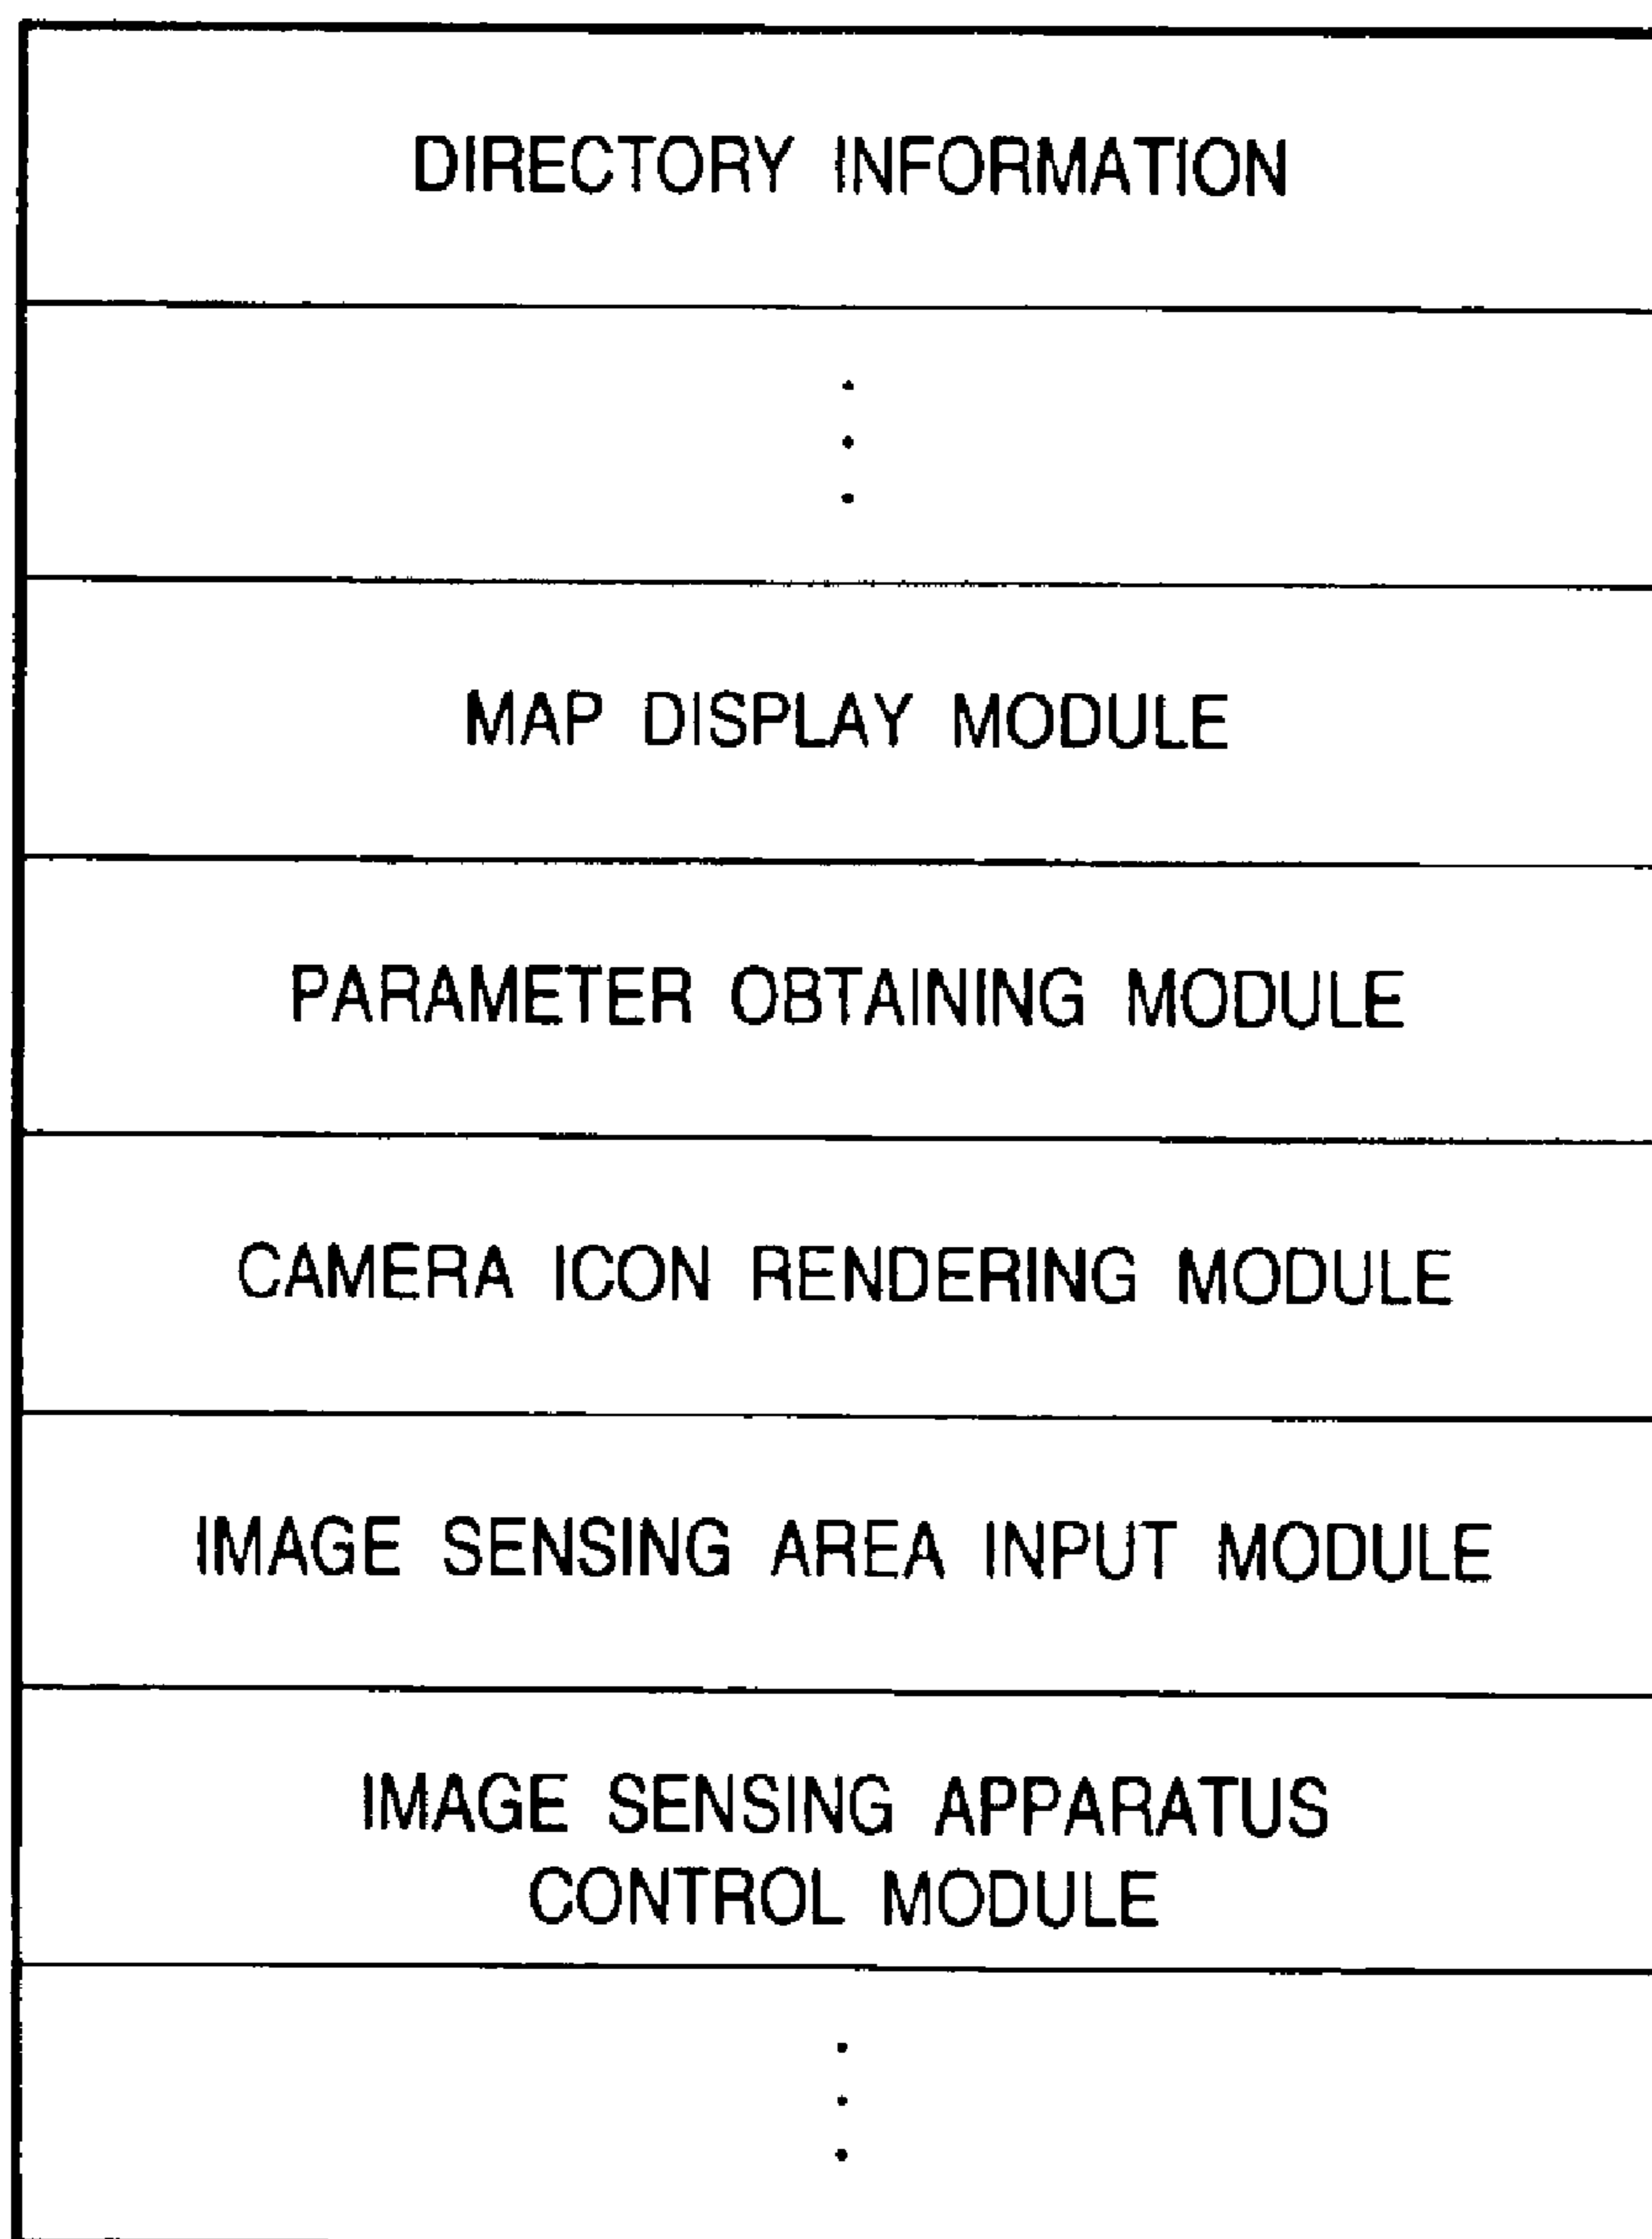 DIRECTORY INFORMATION
MAP DISPLAY MODULE
PARAMETER OBTAINING MODULE
CAMERA ICON RENDERING MODULE
IMAGE SENSING AREA INPUT MODULE
IMAGE SENSING APPARATUS
CONTROL MODULE